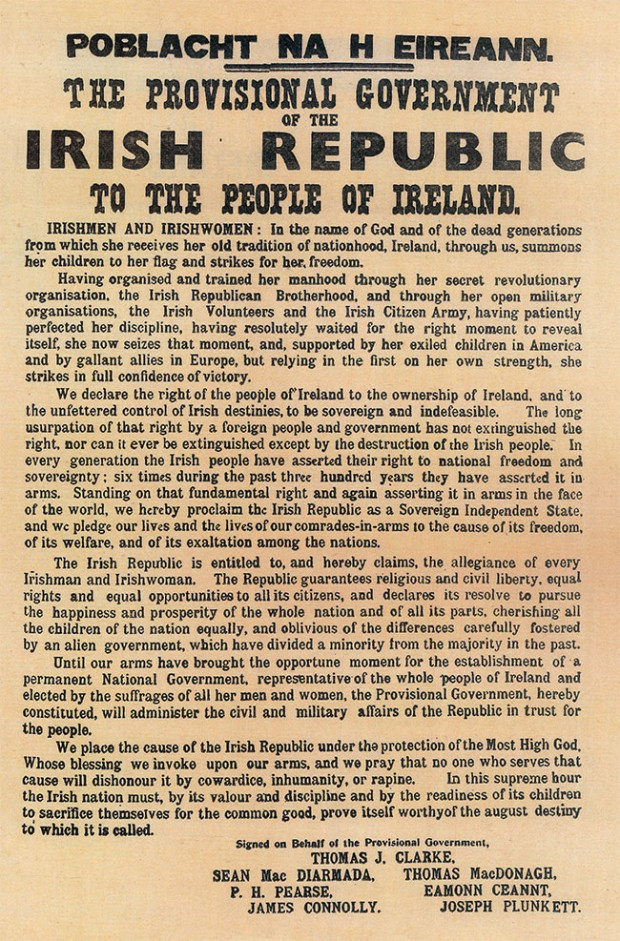 POBLACHT NA H EIREANN.
THE PROVISIONAL GOVERNMENT
OF THE
IRISH REPUBLIC
TO THE PEOPLE OF IRELAND.
IRISHMEN AND IRISHWOMEN : In the name of God and of the dead generations
from which she receives her old tradition of nationhood, Ireland, through us, summons
her children to her flag and strikes for her, freedom.
Having organised and trained her manhood through her secret revolutionary
organisation, the Irish Republican Brotherhood, and through her open military
organisations, the Irish Volunteers and the Irish Citizen Army, having patiently
perfected her discipline, having resolutely waited for the right moment to reveal
itself, she now seizes that moment, and, supported by her exiled children in America
and by gallant allies in Europe, but relying in the first on her own strength, she
strikes in full confidence of victory.
We declare the right of the people of Ireland to the ownership of Ireland, and to
the unfettered control of Irish destinies, to be sovereign and indefeasible. The long
usurpation of that right by a foreign people and government has not extinguished the
right, nor can it ever be extinguished except by the destruction of the Irish people. In
every generation the Irish people have asserted their right to national freedom and
sovereignty ; six times during the past three hundred years they have asserted it in
arms. Standing on that fundamental right and again asserting it in arms in the face
of the world, we hereby proclaim the Irish Republic as a Sovereign Independent State,
and we pledge our lives and the lives of our comrades-in-arms to the cause of its freedom,
of its welfare, and of its exaltation among the nations.
The Irish Republic is entitled to, and hereby claims, the allegiance of every
Irishman and Irishwoman. The Republic guarantees religious and civil liberty, equal
rights and equal opportunities to all its citizens, and declares its resolve to pursue
the happiness and prosperity of the whole nation and of all its parts, cherishing all
the children of the nation equally, and oblivious of the differences carefully fostered
by an alien government, which have divided a minority from the majority in the past.
Until our arms have brought the opportune moment for the establishment of a
permanent National Government, representative of the whole people of Ireland and
elected by the suffrages of all her men and women, the Provisional Government, hereby
constituted, will administer the civil and military affairs of the Republic in trust for
the people.
We place the cause of the Irish Republic under the protection of the Most High God,
Whose blessing we invoke upon our arms, and we pray that no one who serves that
cause will dishonour it by cowardice, inhumanity, or rapine. In this supreme hour
the Irish nation must, by its valour and discipline and by the readiness of its children
to sacrifice themselves for the common good, prove itself worthy of the august destiny
to which it is called.
Signed on Behalf of the Provisional Government,
THOMAS J. CLARKE,
SEAN Mac DIARMADA, THOMAS MacDONAGH,
P. H. PEARSE, EAMONN CEANNT,
JAMES CONNOLLY. JOSEPH PLUNKETT.